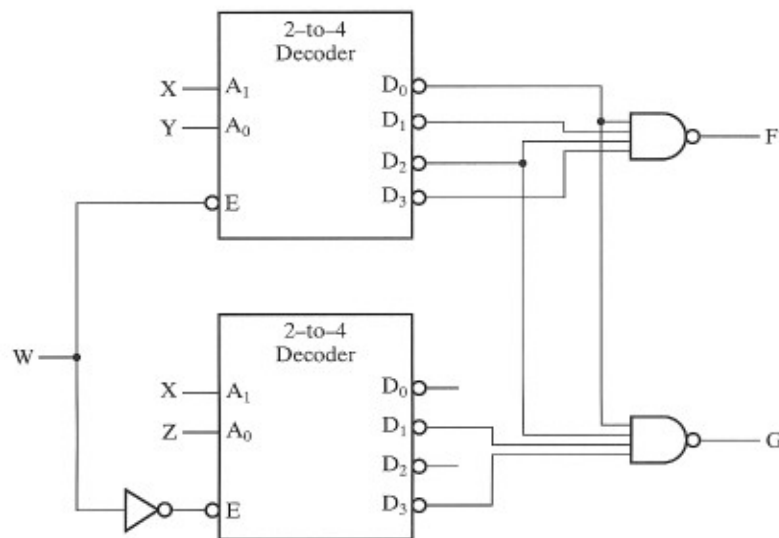 2–to–4
Decoder
X
A₁
D₀
Y
A₀
D₁
F
D₂
D₃
E
W
2–to–4
Decoder
X
A₁
D₀
Z
A₀
D₁
G
D₂
E
D₃